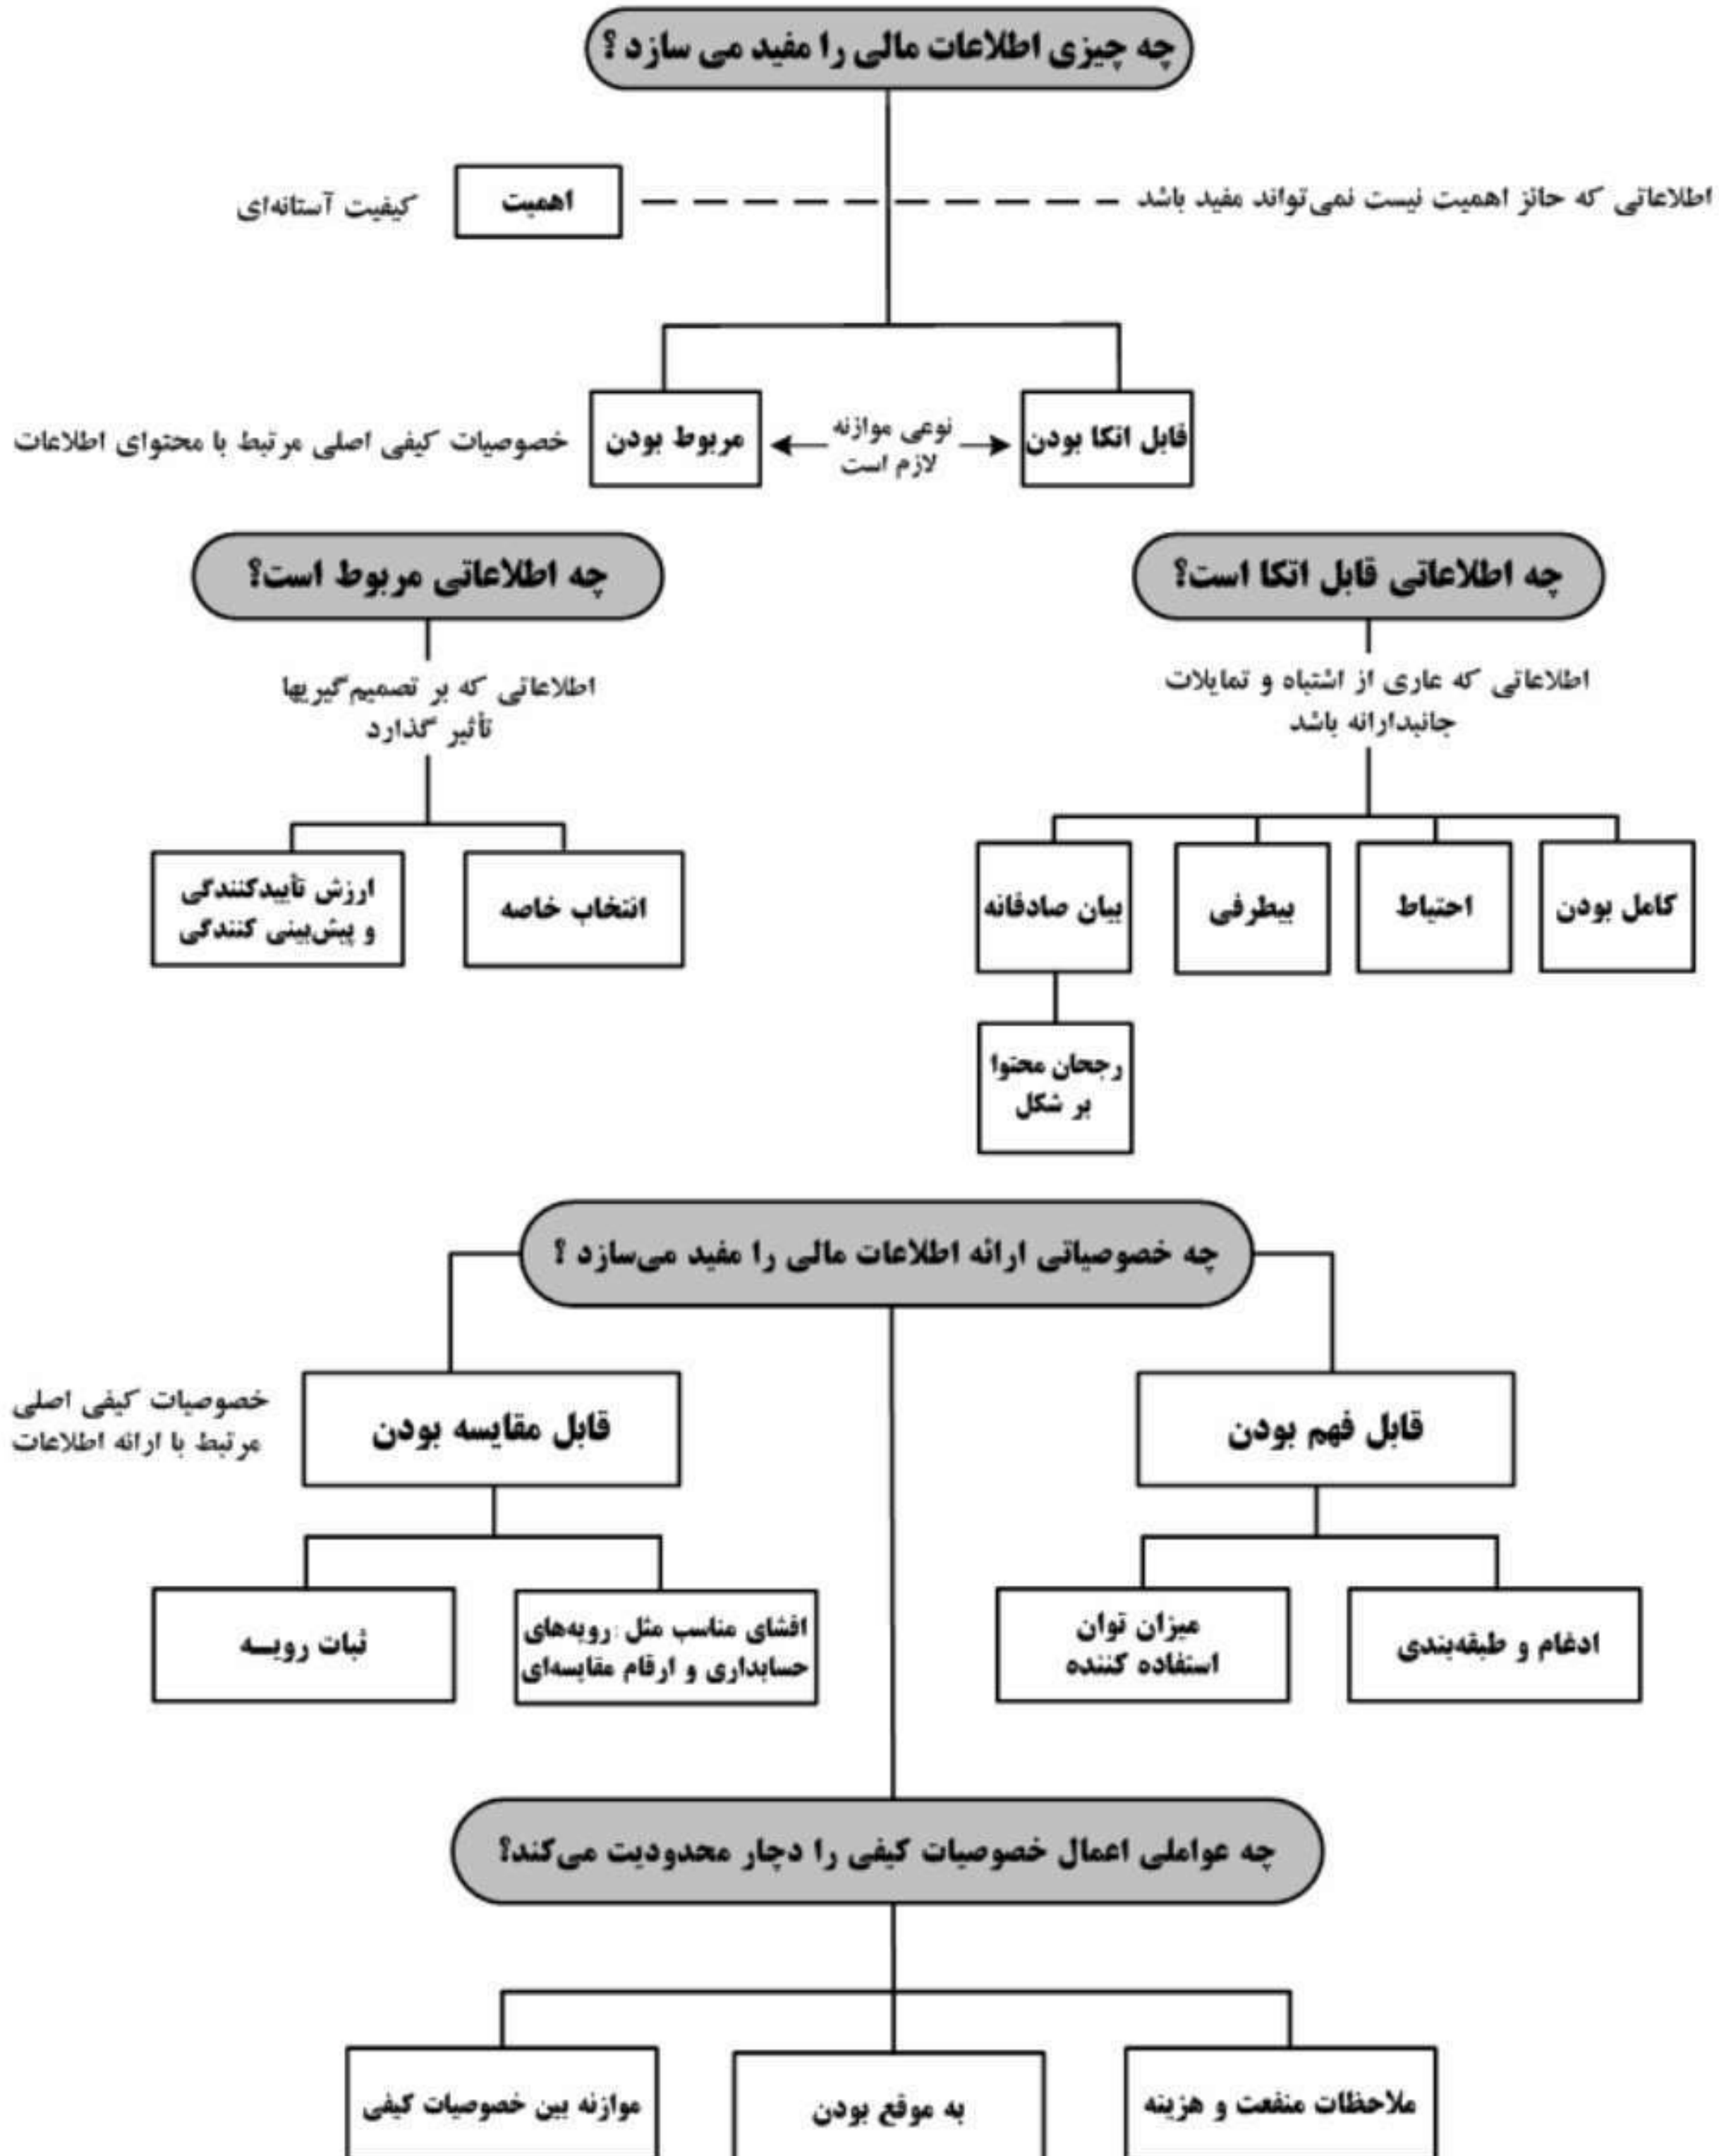 چه چیزی اطلاعات مالی را مفید می سازد ؟
اطلاعاتی که حائز اهمیت نیست نمی‌تواند مفید باشد
اهمیت
کیفیت آستانه‌ای
قابل اتکا بودن
نوعی موازنه
لازم است
مربوط بودن
خصوصیات کیفی اصلی مرتبط با محتوای اطلاعات
چه اطلاعاتی قابل اتکا است؟
اطلاعاتی که عاری از اشتباه و تمایلات
جانبدارانه باشد
کامل بودن
احتیاط
بیطرفی
بیان صادقانه
رجحان محتوا
بر شکل
چه اطلاعاتی مربوط است؟
اطلاعاتی که بر تصمیم‌گیریها
تأثیر گذارد
انتخاب خاصه
ارزش تأییدکنندگی
و پیش‌بینی کنندگی
چه خصوصیاتی ارائه اطلاعات مالی را مفید می‌سازد ؟
قابل فهم بودن
قابل مقایسه بودن
خصوصیات کیفی اصلی
مرتبط با ارائه اطلاعات
ادغام و طبقه‌بندی
میزان توان
استفاده کننده
افشای مناسب مثل رویه‌های
حسابداری و ارقام مقایسه‌ای
ثبات رویــه
چه عواملی اعمال خصوصیات کیفی را دچار محدودیت می‌کند؟
ملاحظات منفعت و هزینه
به موقع بودن
موازنه بین خصوصیات کیفی